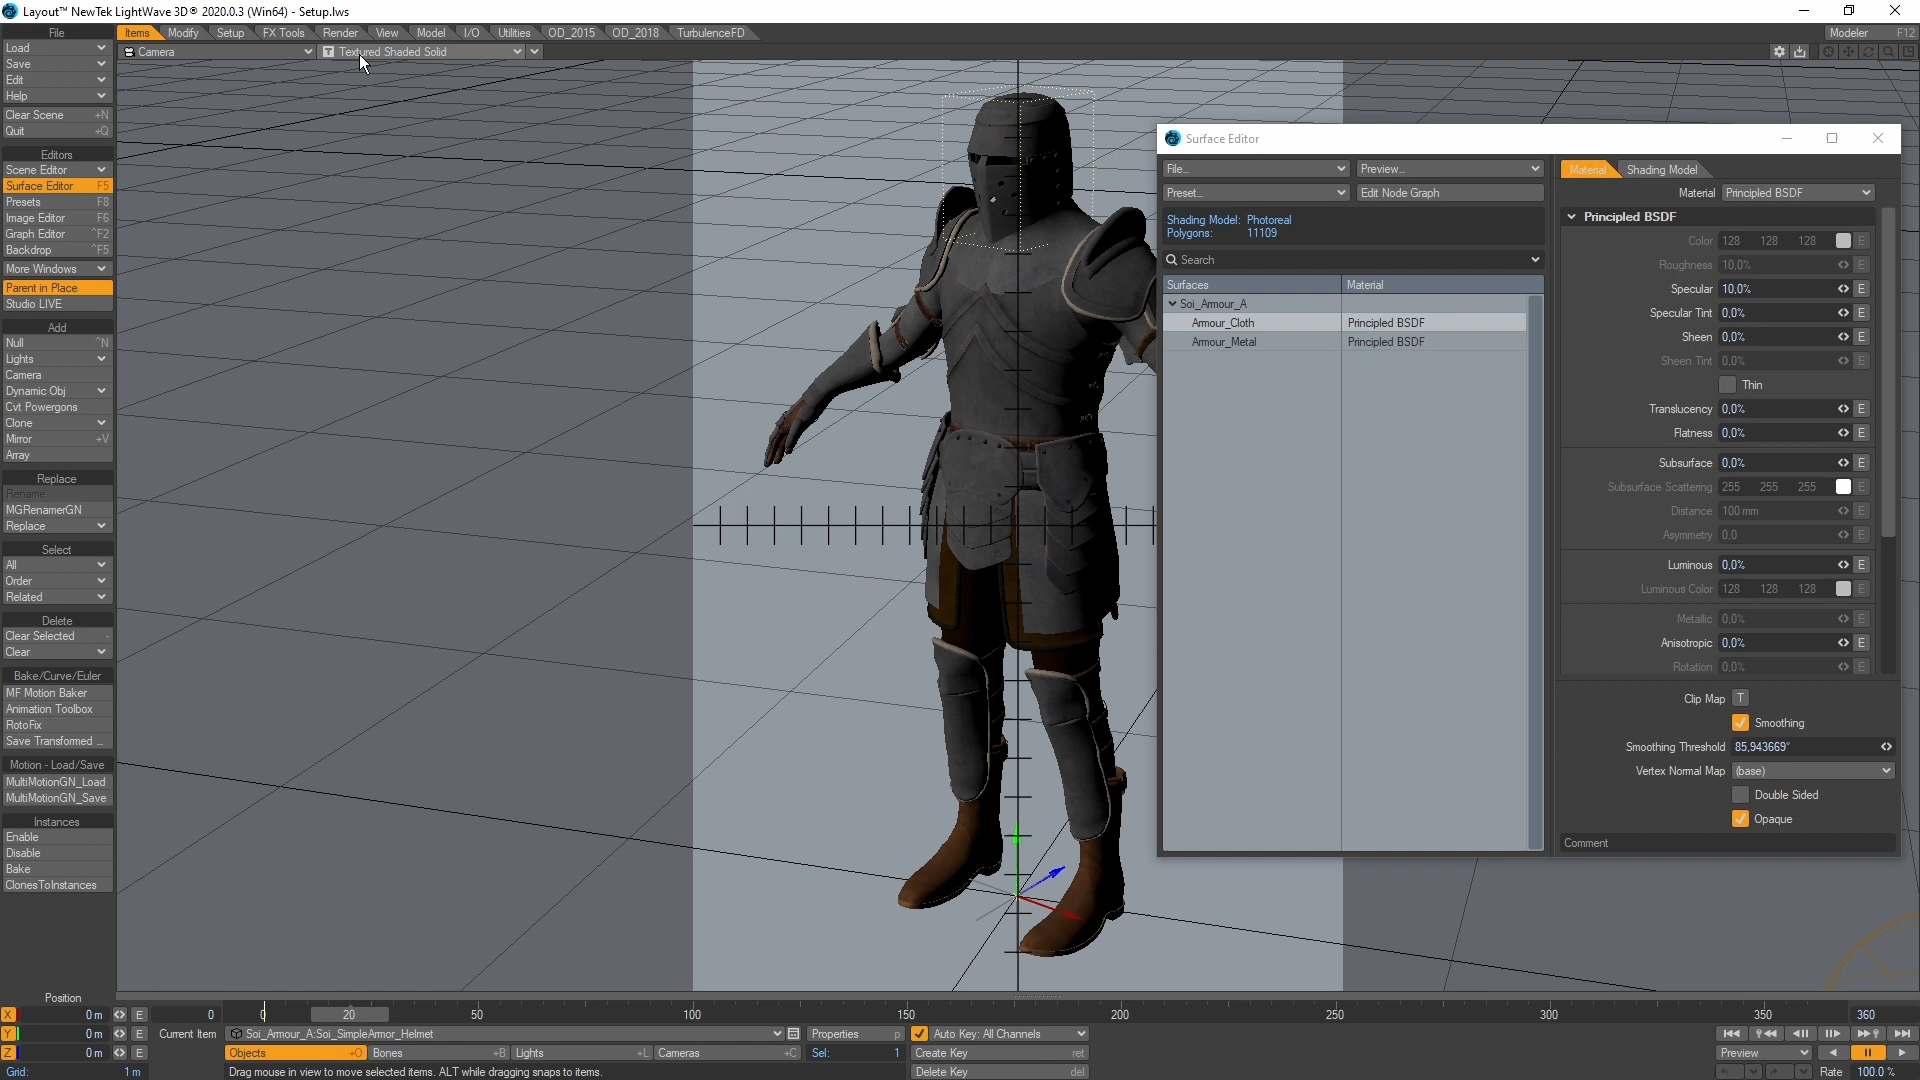 Layout™ NewTek LightWave 3D® 2020.0.3 (Win64) - Setup.lws
File
Items Modify Setup FX Tools Render View Model I/O Utilities OD_2015 OD_2018 TurbulenceFD
Modeler F12
Load
Camera
T Textured Shaded Solid
Save
Edit
Help
Clear Scene +N
Quit +Q
Editors
Scene Editor
Surface Editor F5
Presets F8
Image Editor F6
Graph Editor ^F2
Backdrop ^F5
More Windows
Parent in Place
Studio LIVE
Add
Null ^N
Lights
Camera
Dynamic Obj
Cvt Powergons
Clone
Mirror +V
Array
Replace
Rename
MGRenamerGN
Replace
Select
All
Order
Related
Delete
Clear Selected -
Clear
Bake/Curve/Euler
MF Motion Baker
Animation Toolbox
RotoFix
Save Transformed ...
Motion - Load/Save
MultiMotionGN_Load
MultiMotionGN_Save
Instances
Enable
Disable
Bake
ClonesToInstances
Surface Editor
File...
Preview...
Preset...
Edit Node Graph
Shading Model: Photoreal
Polygons: 11109
Search
Surfaces Material
Soi_Armour_A
Armour_Cloth Principled BSDF
Armour_Metal Principled BSDF
Material Shading Model
Material Principled BSDF
Principled BSDF
Color 128 128 128 E
Roughness 10,0% E
Specular 10,0% E
Specular Tint 0,0% E
Sheen 0,0% E
Sheen Tint 0,0% E
Thin
Translucency 0,0% E
Flatness 0,0% E
Subsurface 0,0% E
Subsurface Scattering 255 255 255 E
Distance 100 mm E
Asymmetry 0,0 E
Luminous 0,0% E
Luminous Color 128 128 128 E
Metallic 0,0% E
Anisotropic 0,0% E
Rotation 0,0% E
Clip Map T
Smoothing
Smoothing Threshold 85,943669°
Vertex Normal Map (base)
Double Sided
Opaque
Comment
Position
X 0 m E 0 0 20 50 100 150 200 250 300 350 360
Y 0 m E Current Item Soi_Armour_A:Soi_SimpleArmor_Helmet Properties p Auto Key: All Channels
Z 0 m E Objects +O Bones +B Lights +L Cameras +C Sel: 1 Create Key ret Preview
Grid: 1 m Drag mouse in view to move selected items. ALT while dragging snaps to items. Delete Key del Rate 100.0 %